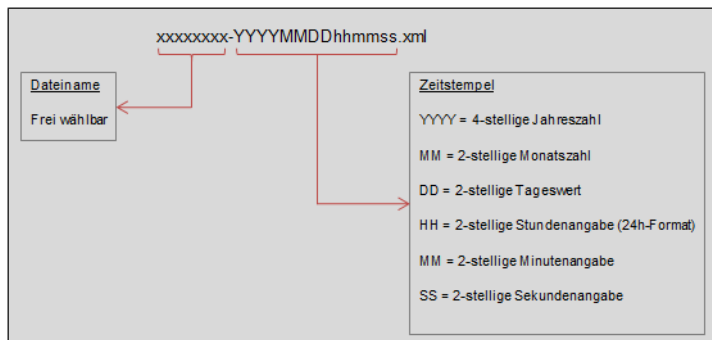 xxxxxxxx-YYYYMMDDhhmmss.xml
Dateiname
Frei wählbar
Zeitstempel
YYYY = 4-stellige Jahreszahl
MM = 2-stellige Monatszahl
DD = 2-stellige Tageswert
HH = 2-stellige Stundenangabe (24h-Format)
MM = 2-stellige Minutenangabe
SS = 2-stellige Sekundenangabe